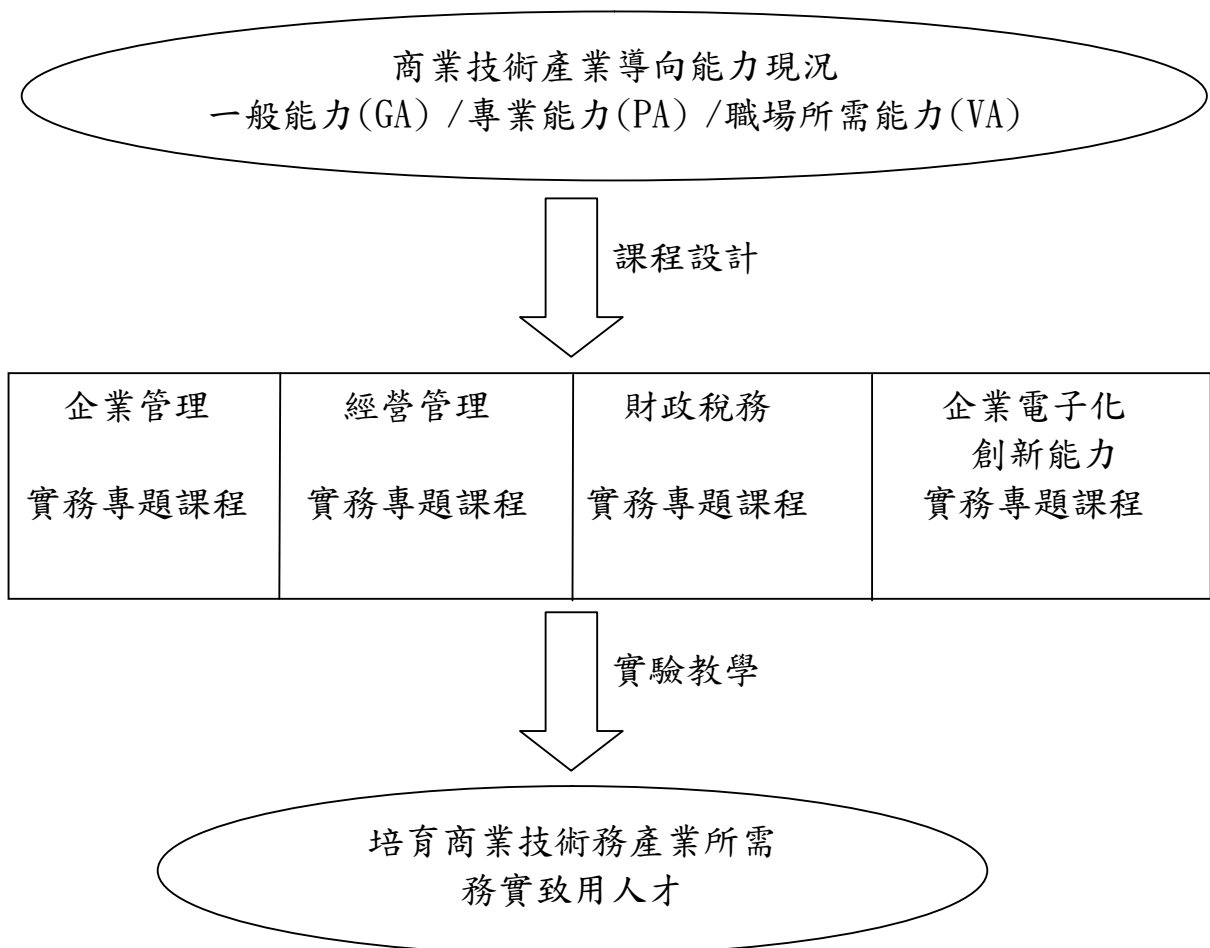 商業技術產業導向能力現況
一般能力(GA) /專業能力(PA) /職場所需能力(VA)
課程設計
企業管理
實務專題課程
經營管理
實務專題課程
財政稅務
實務專題課程
企業電子化
創新能力
實務專題課程
實驗教學
培育商業技術務產業所需
務實致用人才